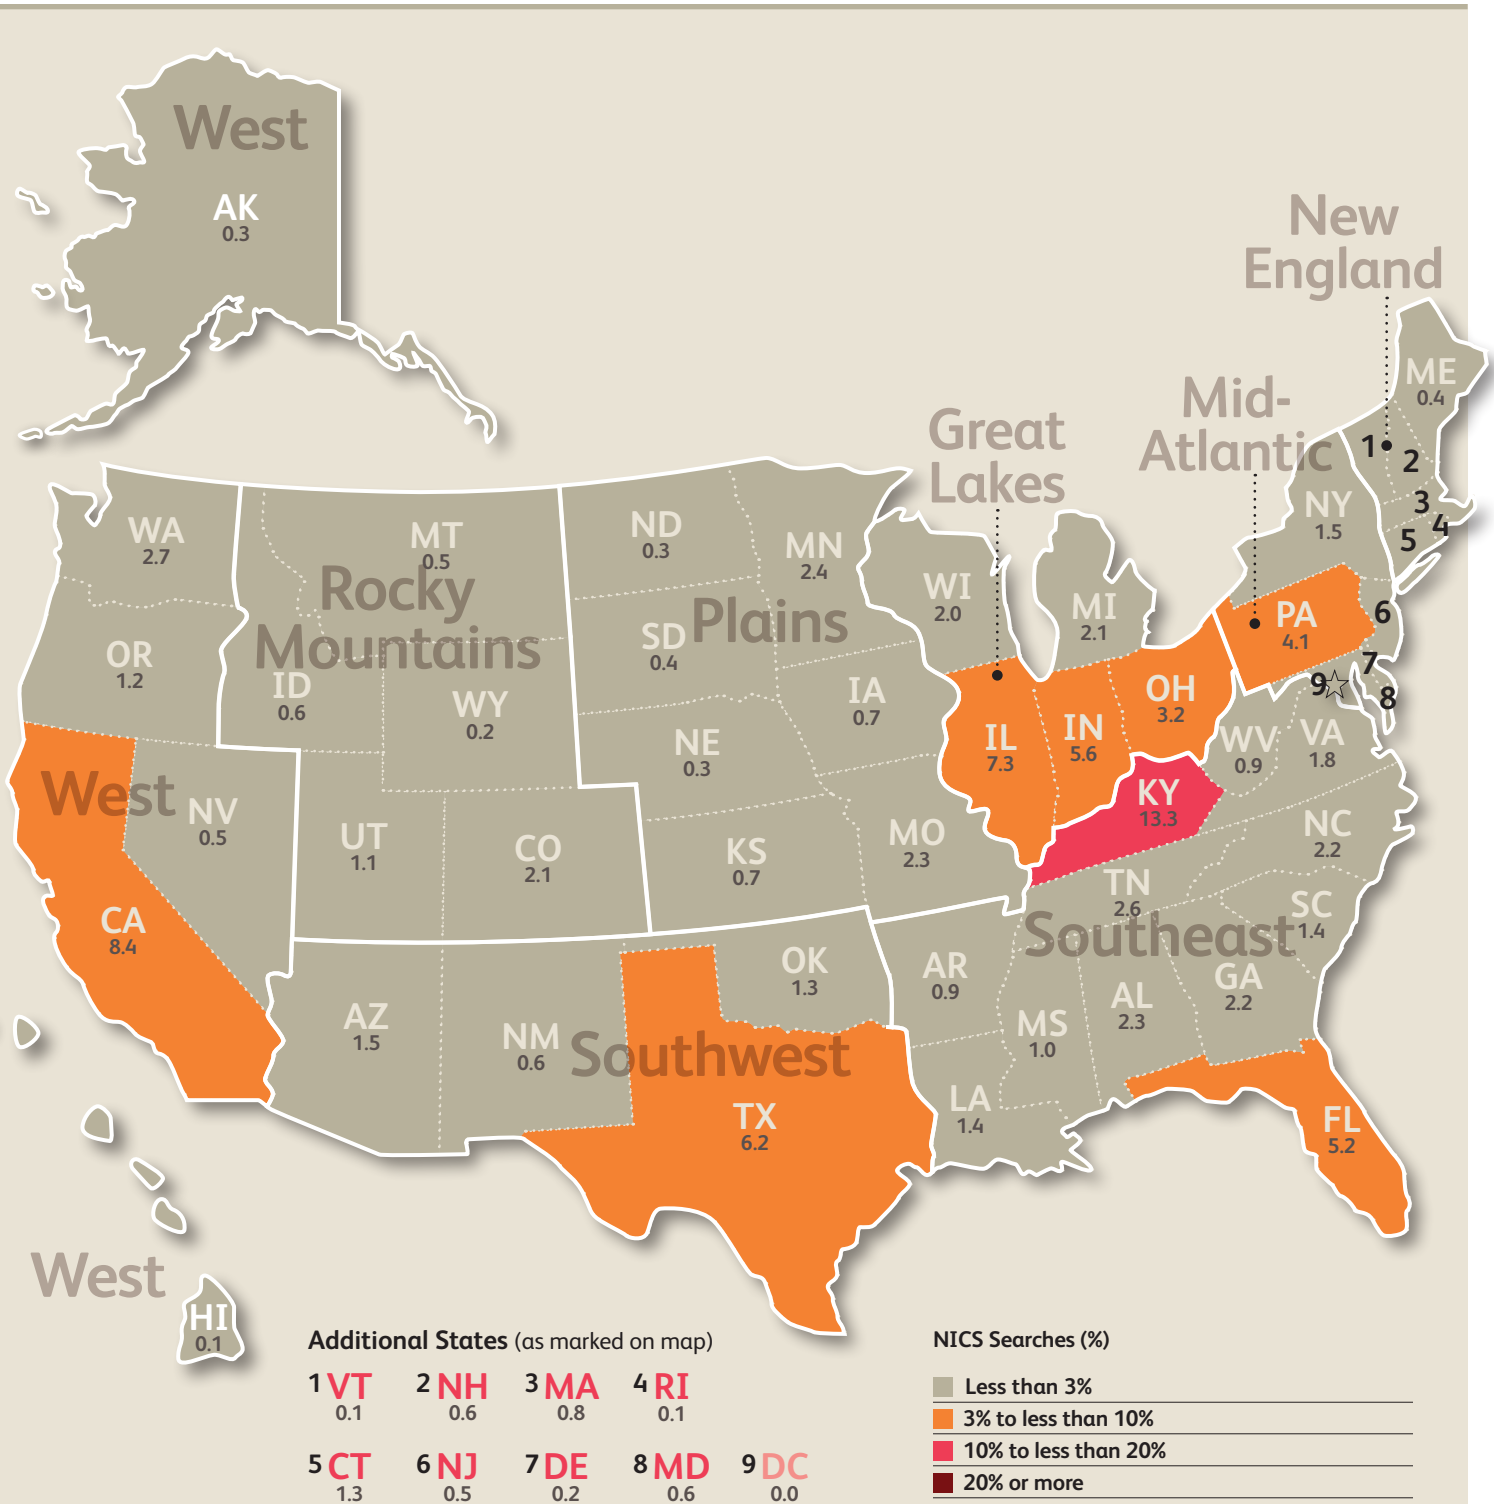 West
AK
0.3
New
England
ME
0.4
Mid-
Atlantic
Great
Lakes
1
2
3
4
5
NY
1.5
WA
2.7
MT
0.5
ND
0.3
MN
2.4
Rocky
Mountains
Plains
WI
2.0
MI
2.1
PA
4.1
6
7
8
9
OR
1.2
ID
0.6
WY
0.2
SD
0.4
IA
0.7
OH
3.2
IL
7.3
IN
5.6
WV
0.9
VA
1.8
NE
0.3
KY
13.3
West
NV
0.5
UT
1.1
CO
2.1
KS
0.7
MO
2.3
NC
2.2
TN
2.6
CA
8.4
Southeast
SC
1.4
OK
1.3
AR
0.9
GA
2.2
AL
2.3
AZ
1.5
NM
0.6
Southwest
MS
1.0
TX
6.2
LA
1.4
FL
5.2
West
HI
0.1
Additional States (as marked on map)
1 VT 2 NH 3 MA 4 RI
0.1 0.6 0.8 0.1
5 CT 6 NJ 7 DE 8 MD 9 DC
1.3 0.5 0.2 0.6 0.0
NICS Searches (%)
Less than 3%
3% to less than 10%
10% to less than 20%
20% or more